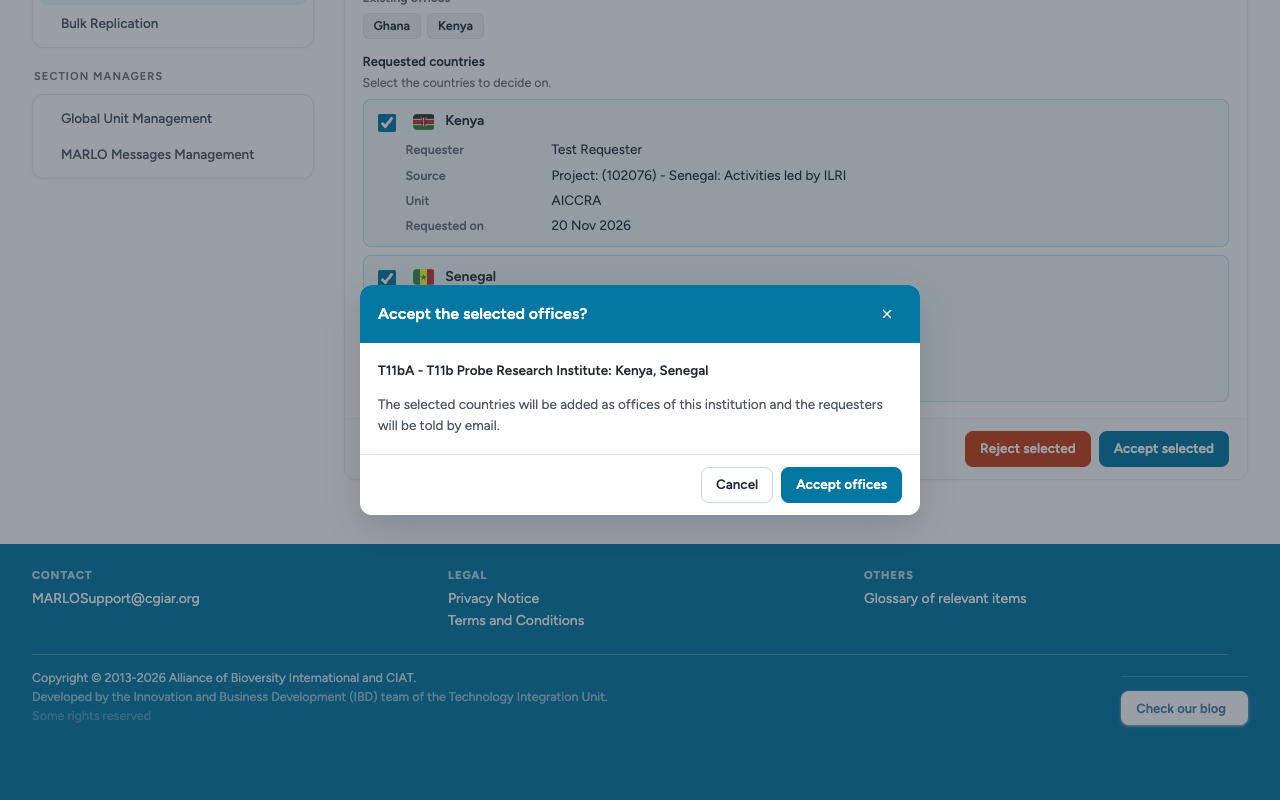 Bulk Replication
SECTION MANAGERS
Global Unit Management
MARLO Messages Management
Existing offices
Ghana
Kenya
Requested countries
Select the countries to decide on.
Kenya
Requester Test Requester
Source Project: (102076) - Senegal: Activities led by ILRI
Unit AICCRA
Requested on 20 Nov 2026
Senegal
Accept the selected offices?
×
T11bA - T11b Probe Research Institute: Kenya, Senegal
The selected countries will be added as offices of this institution and the requesters
will be told by email.
Cancel
Accept offices
Reject selected
Accept selected
CONTACT
MARLOSupport@cgiar.org
LEGAL
Privacy Notice
Terms and Conditions
OTHERS
Glossary of relevant items
Copyright © 2013-2026 Alliance of Bioversity International and CIAT.
Developed by the Innovation and Business Development (IBD) team of the Technology Integration Unit.
Some rights reserved
Check our blog